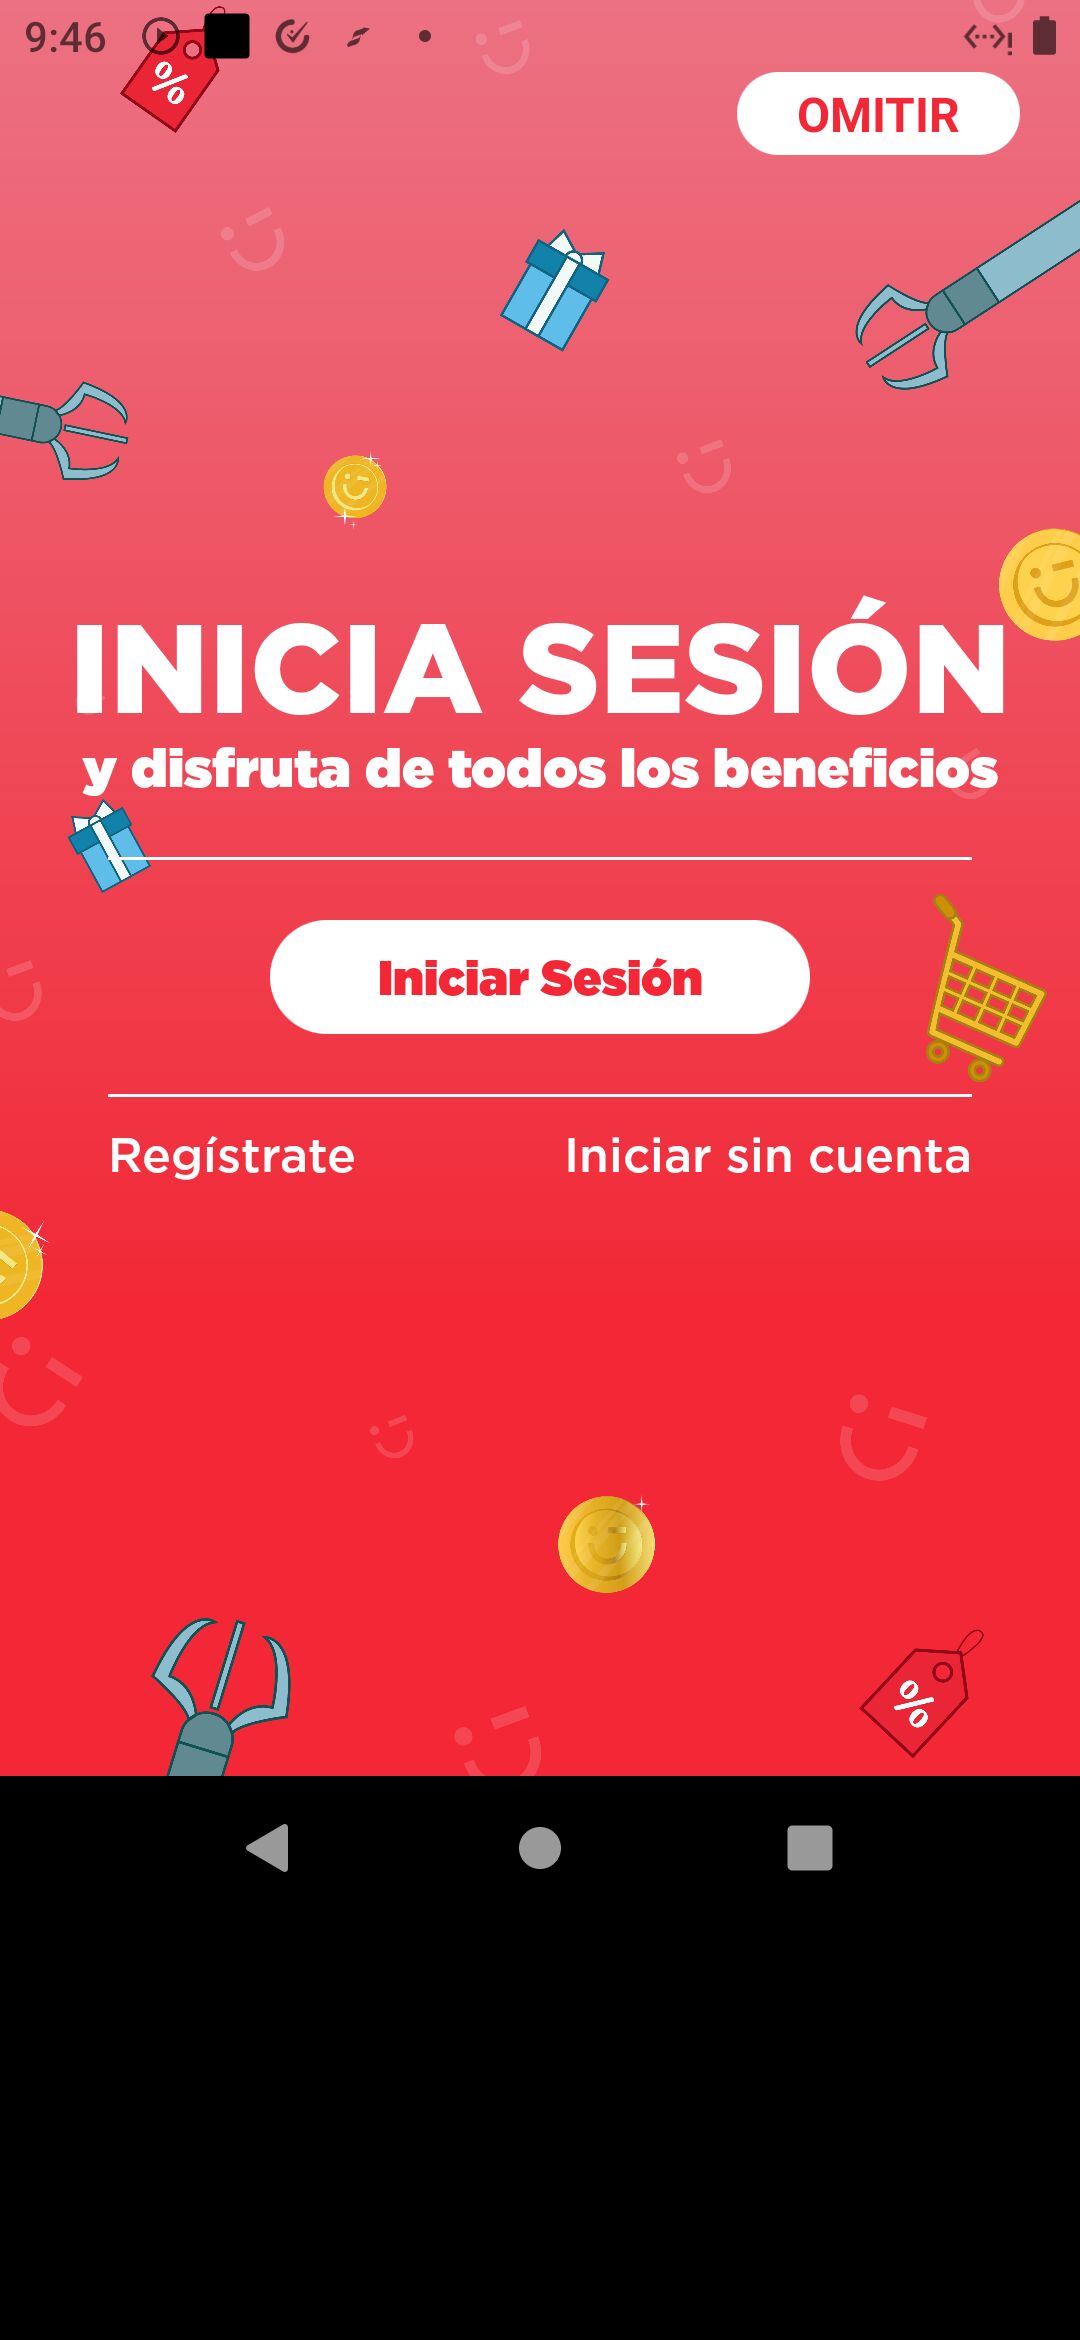 9:46
%
OMITIR
INICIA SESIÓN
y disfruta de todos los beneficios
Iniciar Sesión
Regístrate
Iniciar sin cuenta
%